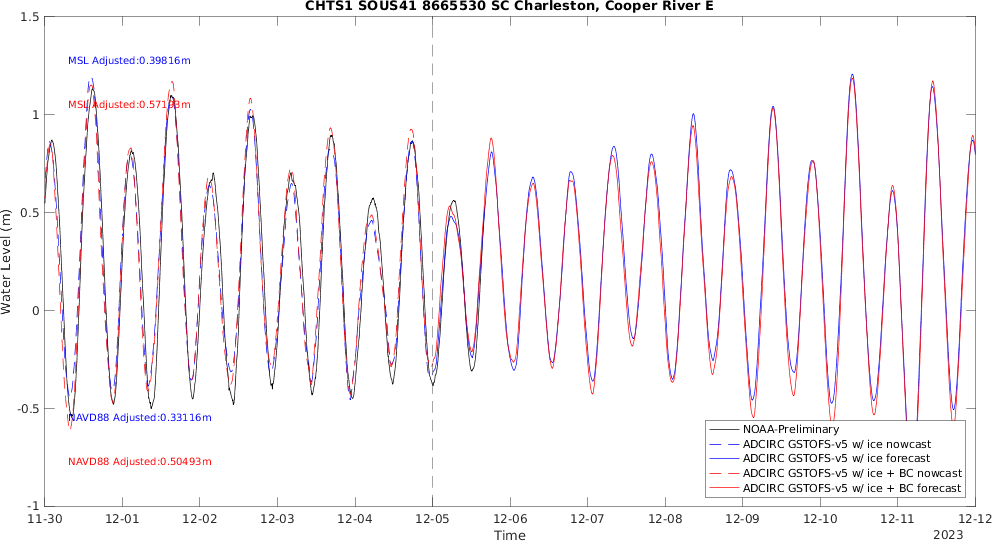 CHTS1 SOUS41 8665530 SC Charleston, Cooper River E
1.5
1
0.5
0
-0.5
-1
Water Level (m)
MSL Adjusted:0.39816m
MSL Adjusted:0.57193m
NAVD88 Adjusted:0.33116m
NAVD88 Adjusted:0.50493m
NOAA-Preliminary
ADCIRC GSTOFS-v5 w/ ice nowcast
ADCIRC GSTOFS-v5 w/ ice forecast
ADCIRC GSTOFS-v5 w/ ice + BC nowcast
ADCIRC GSTOFS-v5 w/ ice + BC forecast
11-30 12-01 12-02 12-03 12-04 12-05 12-06 12-07 12-08 12-09 12-10 12-11 12-12
Time
2023